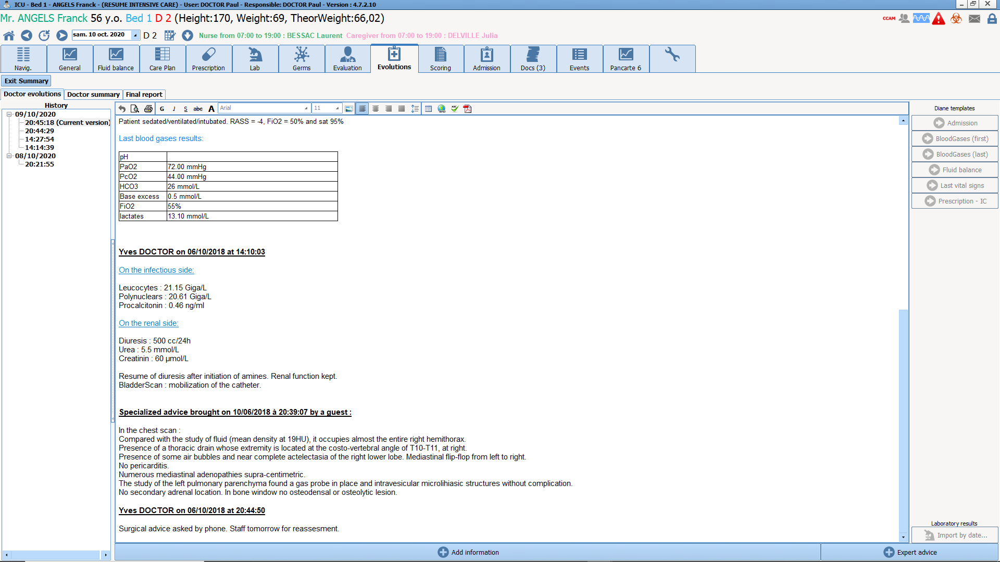 ICU - Bed 1 - ANGELS Franck - (RESUME INTENSIVE CARE) - User: DOCTOR Paul - Responsible: DOCTOR Paul - Version : 4.7.2.10
Mr. ANGELS Franck 56 y.o. Bed 1 D 2 (Height:170, Weight:69, TheorWeight:66,02)
CCAM
sam. 10 oct. 2020 D 2 Nurse from 07:00 to 19:00 : BESSAC Laurent Caregiver from 07:00 to 19:00 : DELVILLE Julia
Navig. General Fluid balance Care Plan Prescription Lab Germs Evaluation Evolutions Scoring Admission Docs (3) Events Pancarte 6
Exit Summary
Doctor evolutions Doctor summary Final report
History
09/10/2020
20:45:18 (Current version)
20:44:29
14:27:54
14:14:39
08/10/2020
20:21:55
G I S abc A Arial 11
Patient sedated/ventilated/intubated. RASS = -4, FiO2 = 50% and sat 95%
Last blood gases results:
pH
PaO2 72.00 mmHg
PcO2 44.00 mmHg
HCO3 26 mmol/L
Base excess 0.5 mmol/L
FiO2 55%
lactates 13.10 mmol/L
Yves DOCTOR on 06/10/2018 at 14:10:03
On the infectious side:
Leucocytes : 21.15 Giga/L
Polynuclears : 20.61 Giga/L
Procalcitonin : 0.46 ng/ml
On the renal side:
Diuresis : 500 cc/24h
Urea : 5.5 mmol/L
Creatinin : 60 µmol/L
Resume of diuresis after initiation of amines. Renal function kept.
BladderScan : mobilization of the catheter.
Specialized advice brought on 10/06/2018 à 20:39:07 by a guest :
In the chest scan :
Compared with the study of fluid (mean density at 19HU), it occupies almost the entire right hemithorax.
Presence of a thoracic drain whose extremity is located at the costo-vertebral angle of T10-T11, at right.
Presence of some air bubbles and near complete actelectasia of the right lower lobe. Mediastinal flip-flop from left to right.
No pericarditis.
Numerous mediastinal adenopathies supra-centimetric.
The study of the left pulmonary parenchyma found a gas probe in place and intravesicular microlihiasic structures without complication.
No secondary adrenal location. In bone window no osteodensal or osteolytic lesion.
Yves DOCTOR on 06/10/2018 at 20:44:50
Surgical advice asked by phone. Staff tomorrow for reassesment.
Add information
Diane templates
Admission
BloodGases (first)
BloodGases (last)
Fluid balance
Last vital signs
Prescription - IC
Laboratory results
Import by date...
Expert advice